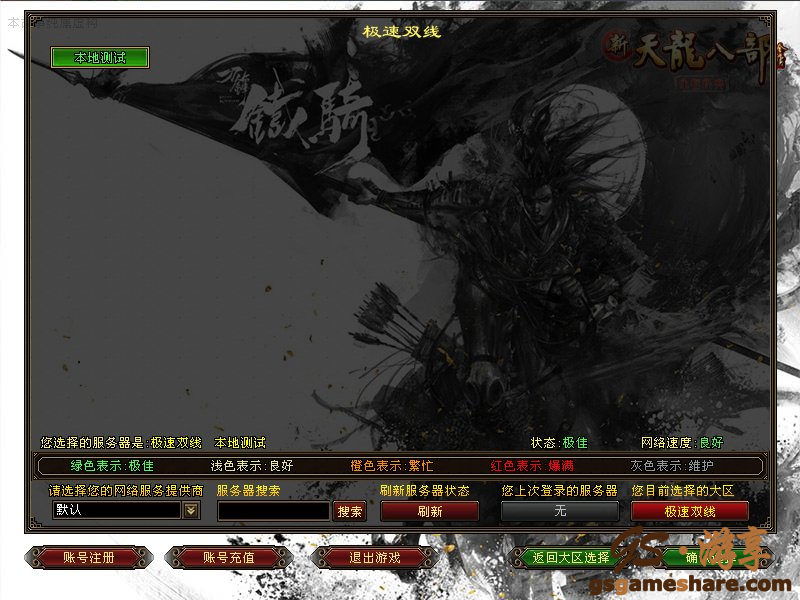 极速双线
本地测试
新天龍八部
鐵騎
您选择的服务器是:极速双线 本地测试 状态:极佳 网络速度:良好
绿色表示:极佳 浅色表示:良好 橙色表示:繁忙 红色表示:爆满 灰色表示:维护
请选择您的网络服务提供商 服务器搜索 刷新服务器状态 您上次登录的服务器 您目前选择的大区
默认 搜索 刷新 无 极速双线
账号注册 账号充值 退出游戏 返回大区选择 确
GS·游享
gsgameshare.com